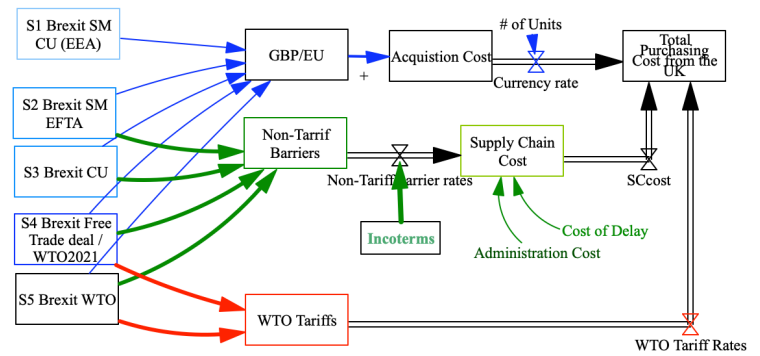 S1 Brexit SM
CU (EEA)
GBP/EU
+
Acquistion Cost
# of Units
Currency rate
Total
Purchasing
Cost from the
UK
S2 Brexit SM
EFTA
Non-Tarrif
Barriers
Non-Tariff Barrier rates
Supply Chain
Cost
SCcost
S3 Brexit CU
Incoterms
Cost of Delay
Administration Cost
S4 Brexit Free
Trade deal /
WTO2021
S5 Brexit WTO
WTO Tariffs
WTO Tariff Rates